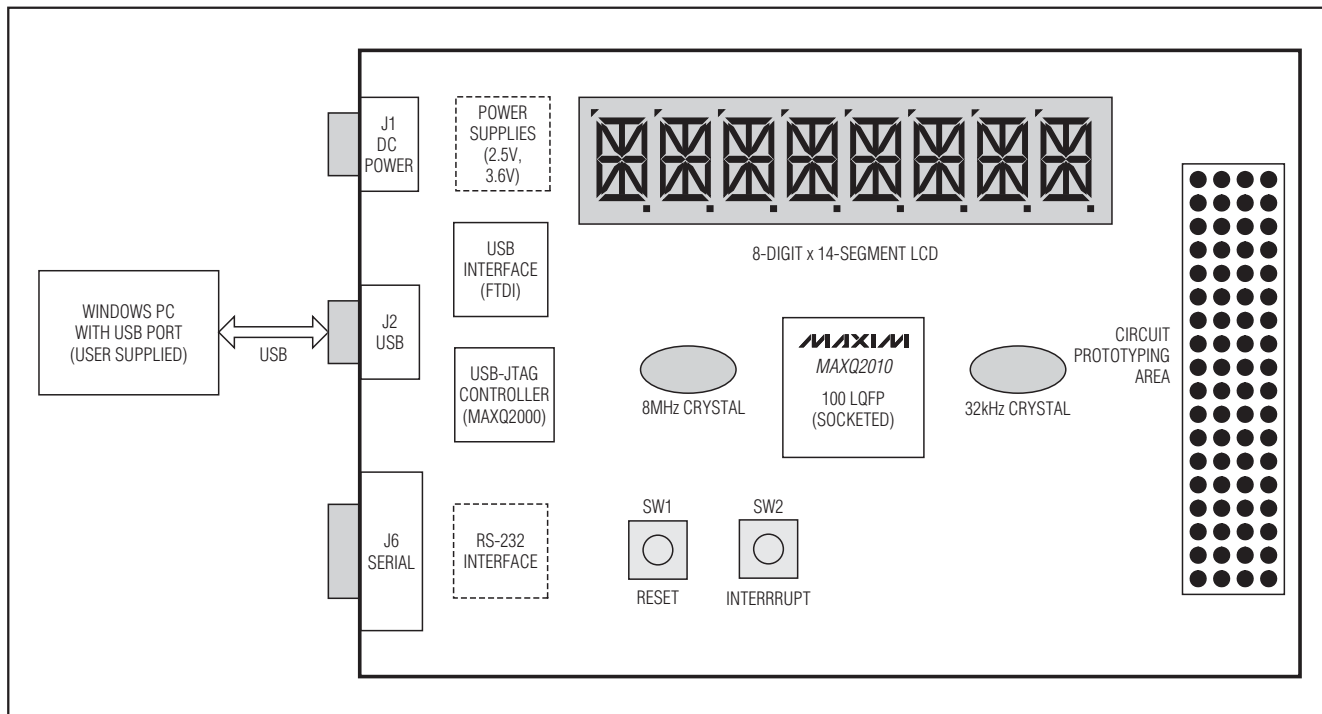 J1
DC
POWER
POWER
SUPPLIES
(2.5V,
3.6V)
8-DIGIT x 14-SEGMENT LCD
USB
INTERFACE
(FTDI)
WINDOWS PC
WITH USB PORT
(USER SUPPLIED)
USB
J2
USB
USB-JTAG
CONTROLLER
(MAXQ2000)
8MHz CRYSTAL
MAXIM
MAXQ2010
100 LQFP
(SOCKETED)
32kHz CRYSTAL
CIRCUIT
PROTOTYPING
AREA
J6
SERIAL
RS-232
INTERFACE
SW1
RESET
SW2
INTERRRUPT